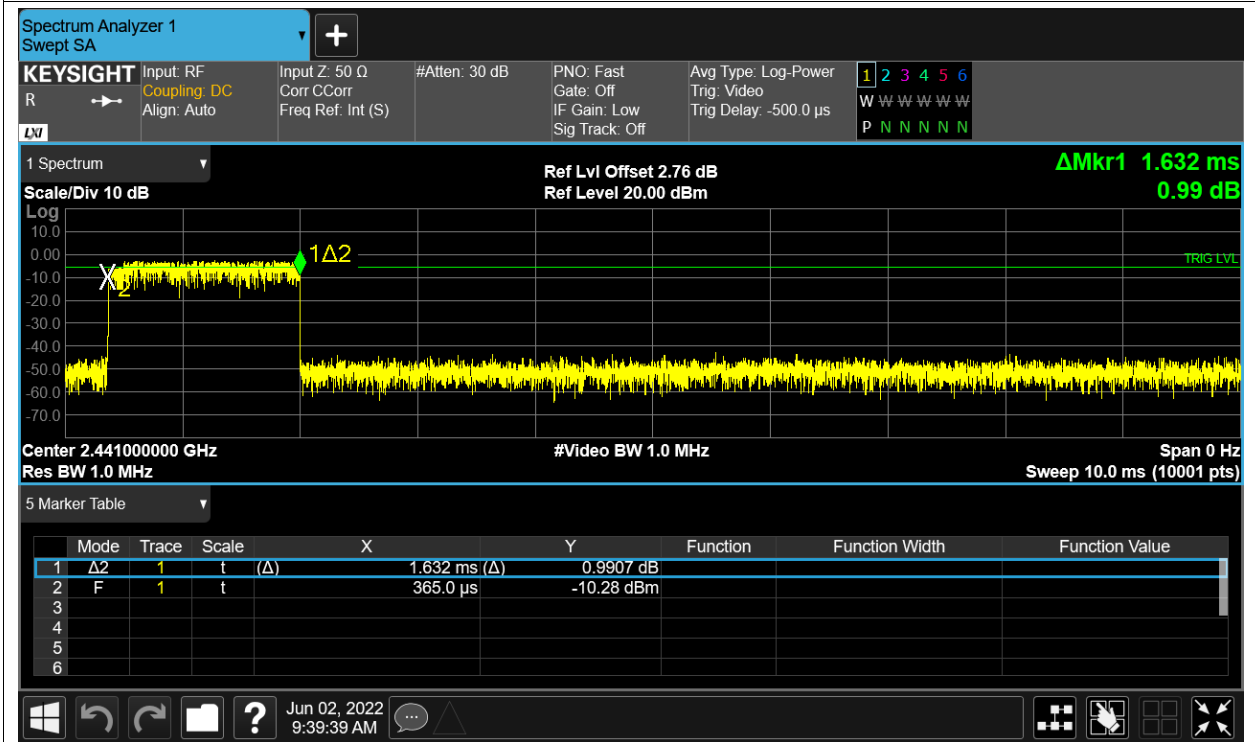 Spectrum Analyzer 1
Swept SA
+
KEYSIGHT Input: RF Input Z: 50 Ω #Atten: 30 dB PNO: Fast Avg Type: Log-Power 1 2 3 4 5 6
R Coupling: DC Corr CCorr Gate: Off Trig: Video W W W W W W
Align: Auto Freq Ref: Int (S) IF Gain: Low Trig Delay: -500.0 µs
LXI Sig Track: Off P N N N N N
1 Spectrum
Ref Lvl Offset 2.76 dB ΔMkr1 1.632 ms
Scale/Div 10 dB Ref Level 20.00 dBm 0.99 dB
Log
10.0
0.00 1Δ2 TRIG LVL
-10.0 X2
-20.0
-30.0
-40.0
-50.0
-60.0
-70.0
Center 2.441000000 GHz #Video BW 1.0 MHz Span 0 Hz
Res BW 1.0 MHz Sweep 10.0 ms (10001 pts)
5 Marker Table
Mode Trace Scale X Y Function Function Width Function Value
1 Δ2 1 t (Δ) 1.632 ms (Δ) 0.9907 dB
2 F 1 t 365.0 µs -10.28 dBm
3
4
5
6
? Jun 02, 2022
9:39:39 AM